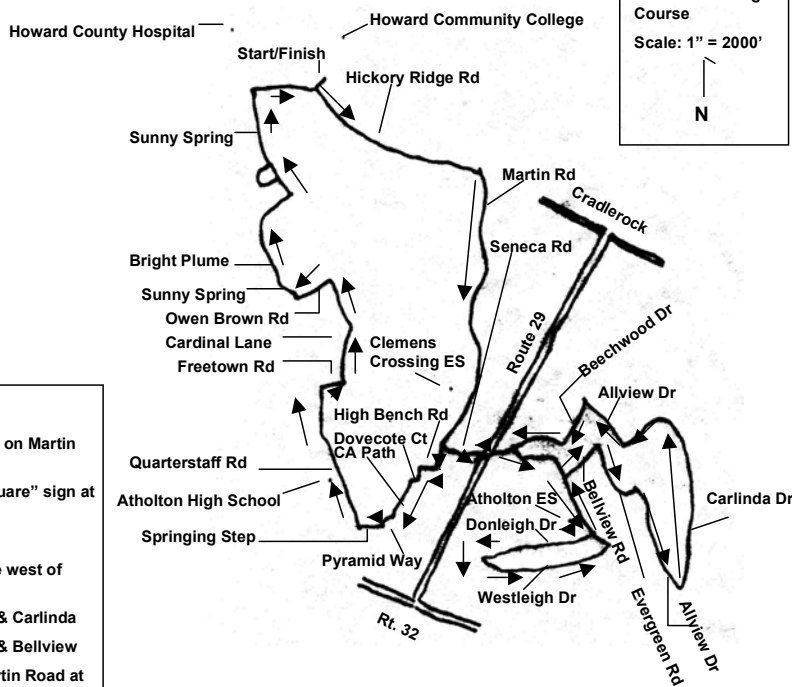 Howard County Hospital
Howard Community College
Course
Scale: 1” = 2000’
N
Start/Finish
Hickory Ridge Rd
Sunny Spring
Martin Rd
Cradlerock
Seneca Rd
Bright Plume
Sunny Spring
Owen Brown Rd
Cardinal Lane
Freetown Rd
Clemens
Crossing ES
Route 29
Beechwood Dr
Allview Dr
High Bench Rd
Dovecote Ct
CA Path
Quarterstaff Rd
Atholton High School
Springing Step
Pyramid Way
Atholton ES
Donleigh Dr
Westleigh Dr
Bellview Rd
Carlinda Dr
Evergreen Rd
Allview Dr
Rt. 32
on Martin
uare” sign at
e west of
& Carlinda
& Bellview
rtin Road at